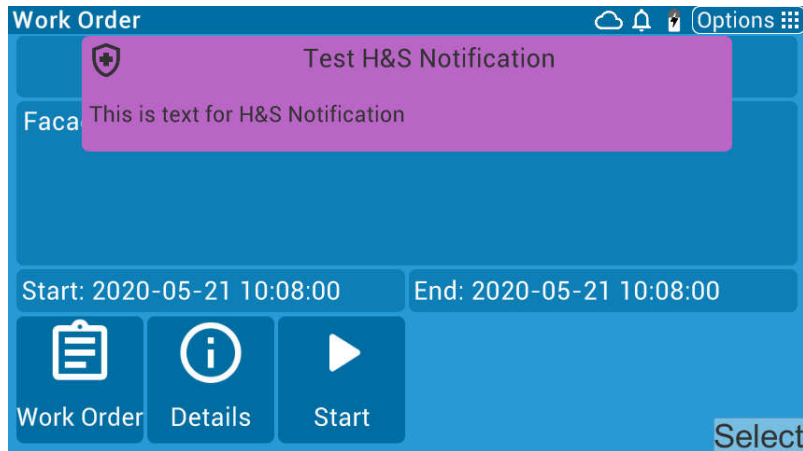 Work Order
Options
Test H&S Notification
This is text for H&S Notification
Faca
Start: 2020-05-21 10:08:00
End: 2020-05-21 10:08:00
Work Order
Details
Start
Select